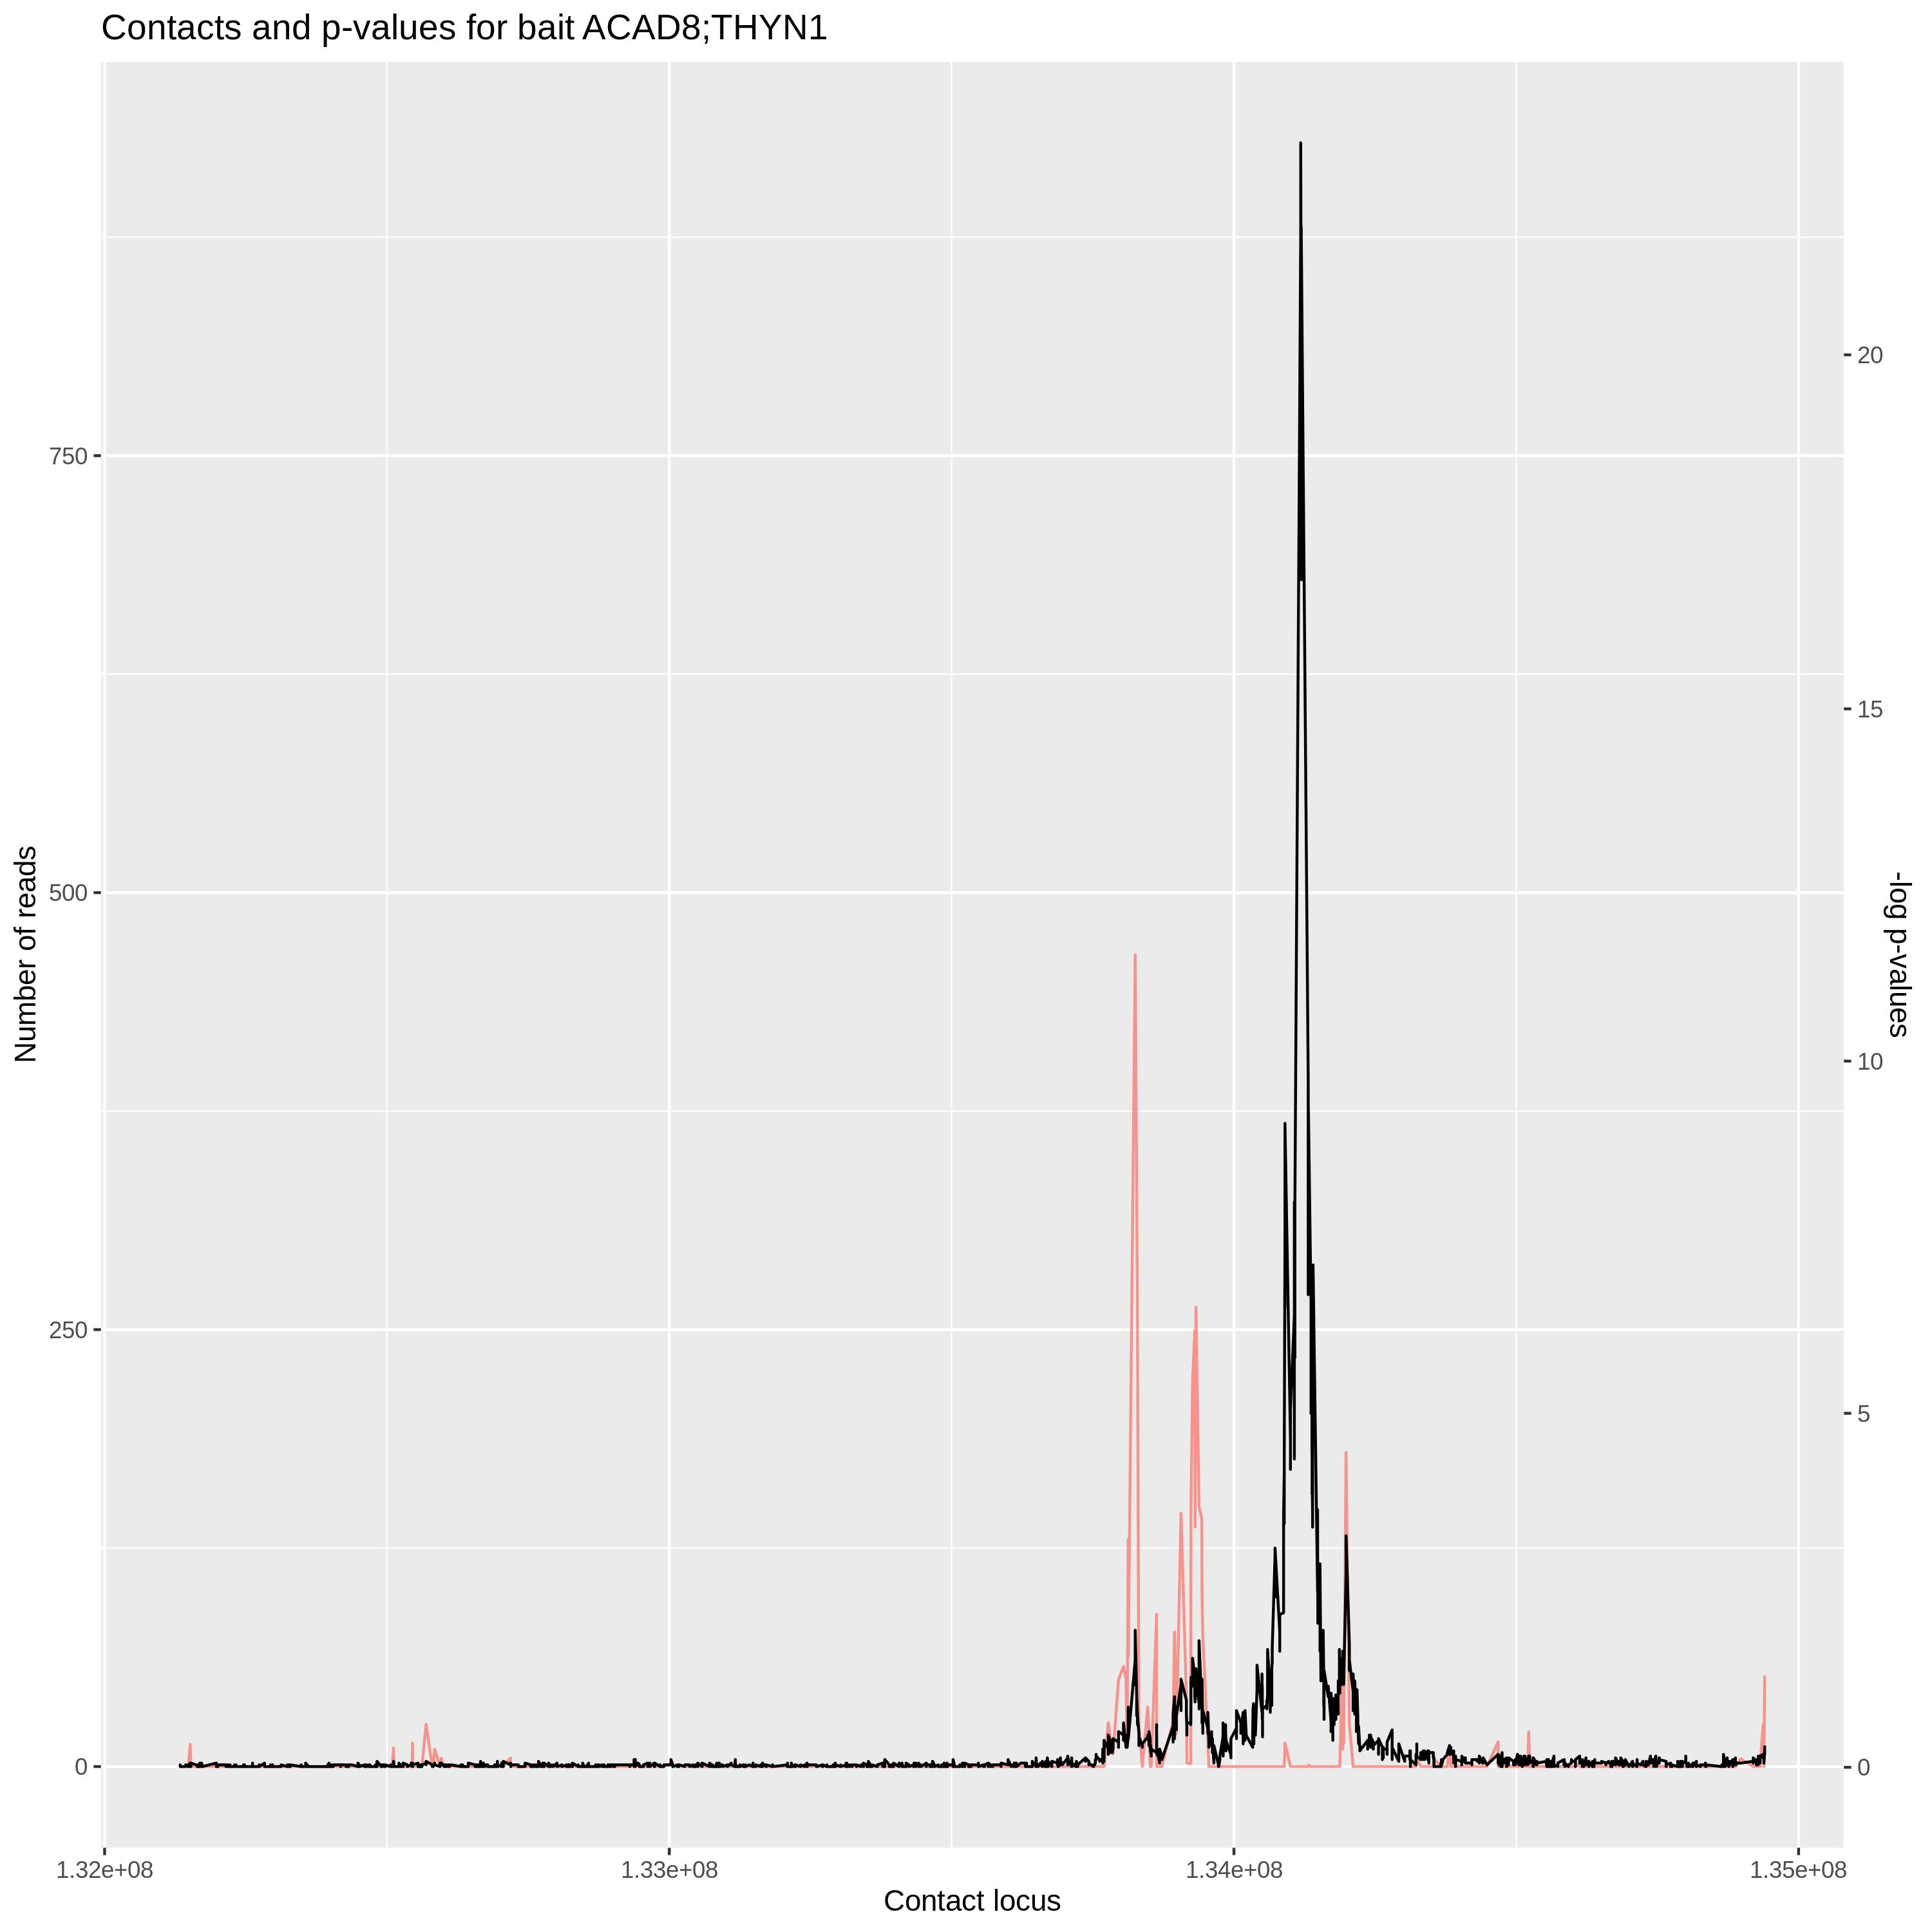 Contacts and p-values for bait ACAD8;THYN1
Number of reads
750
500
250
0
20
15
10
5
0
-log p-values
1.32e+08
1.33e+08
1.34e+08
1.35e+08
Contact locus